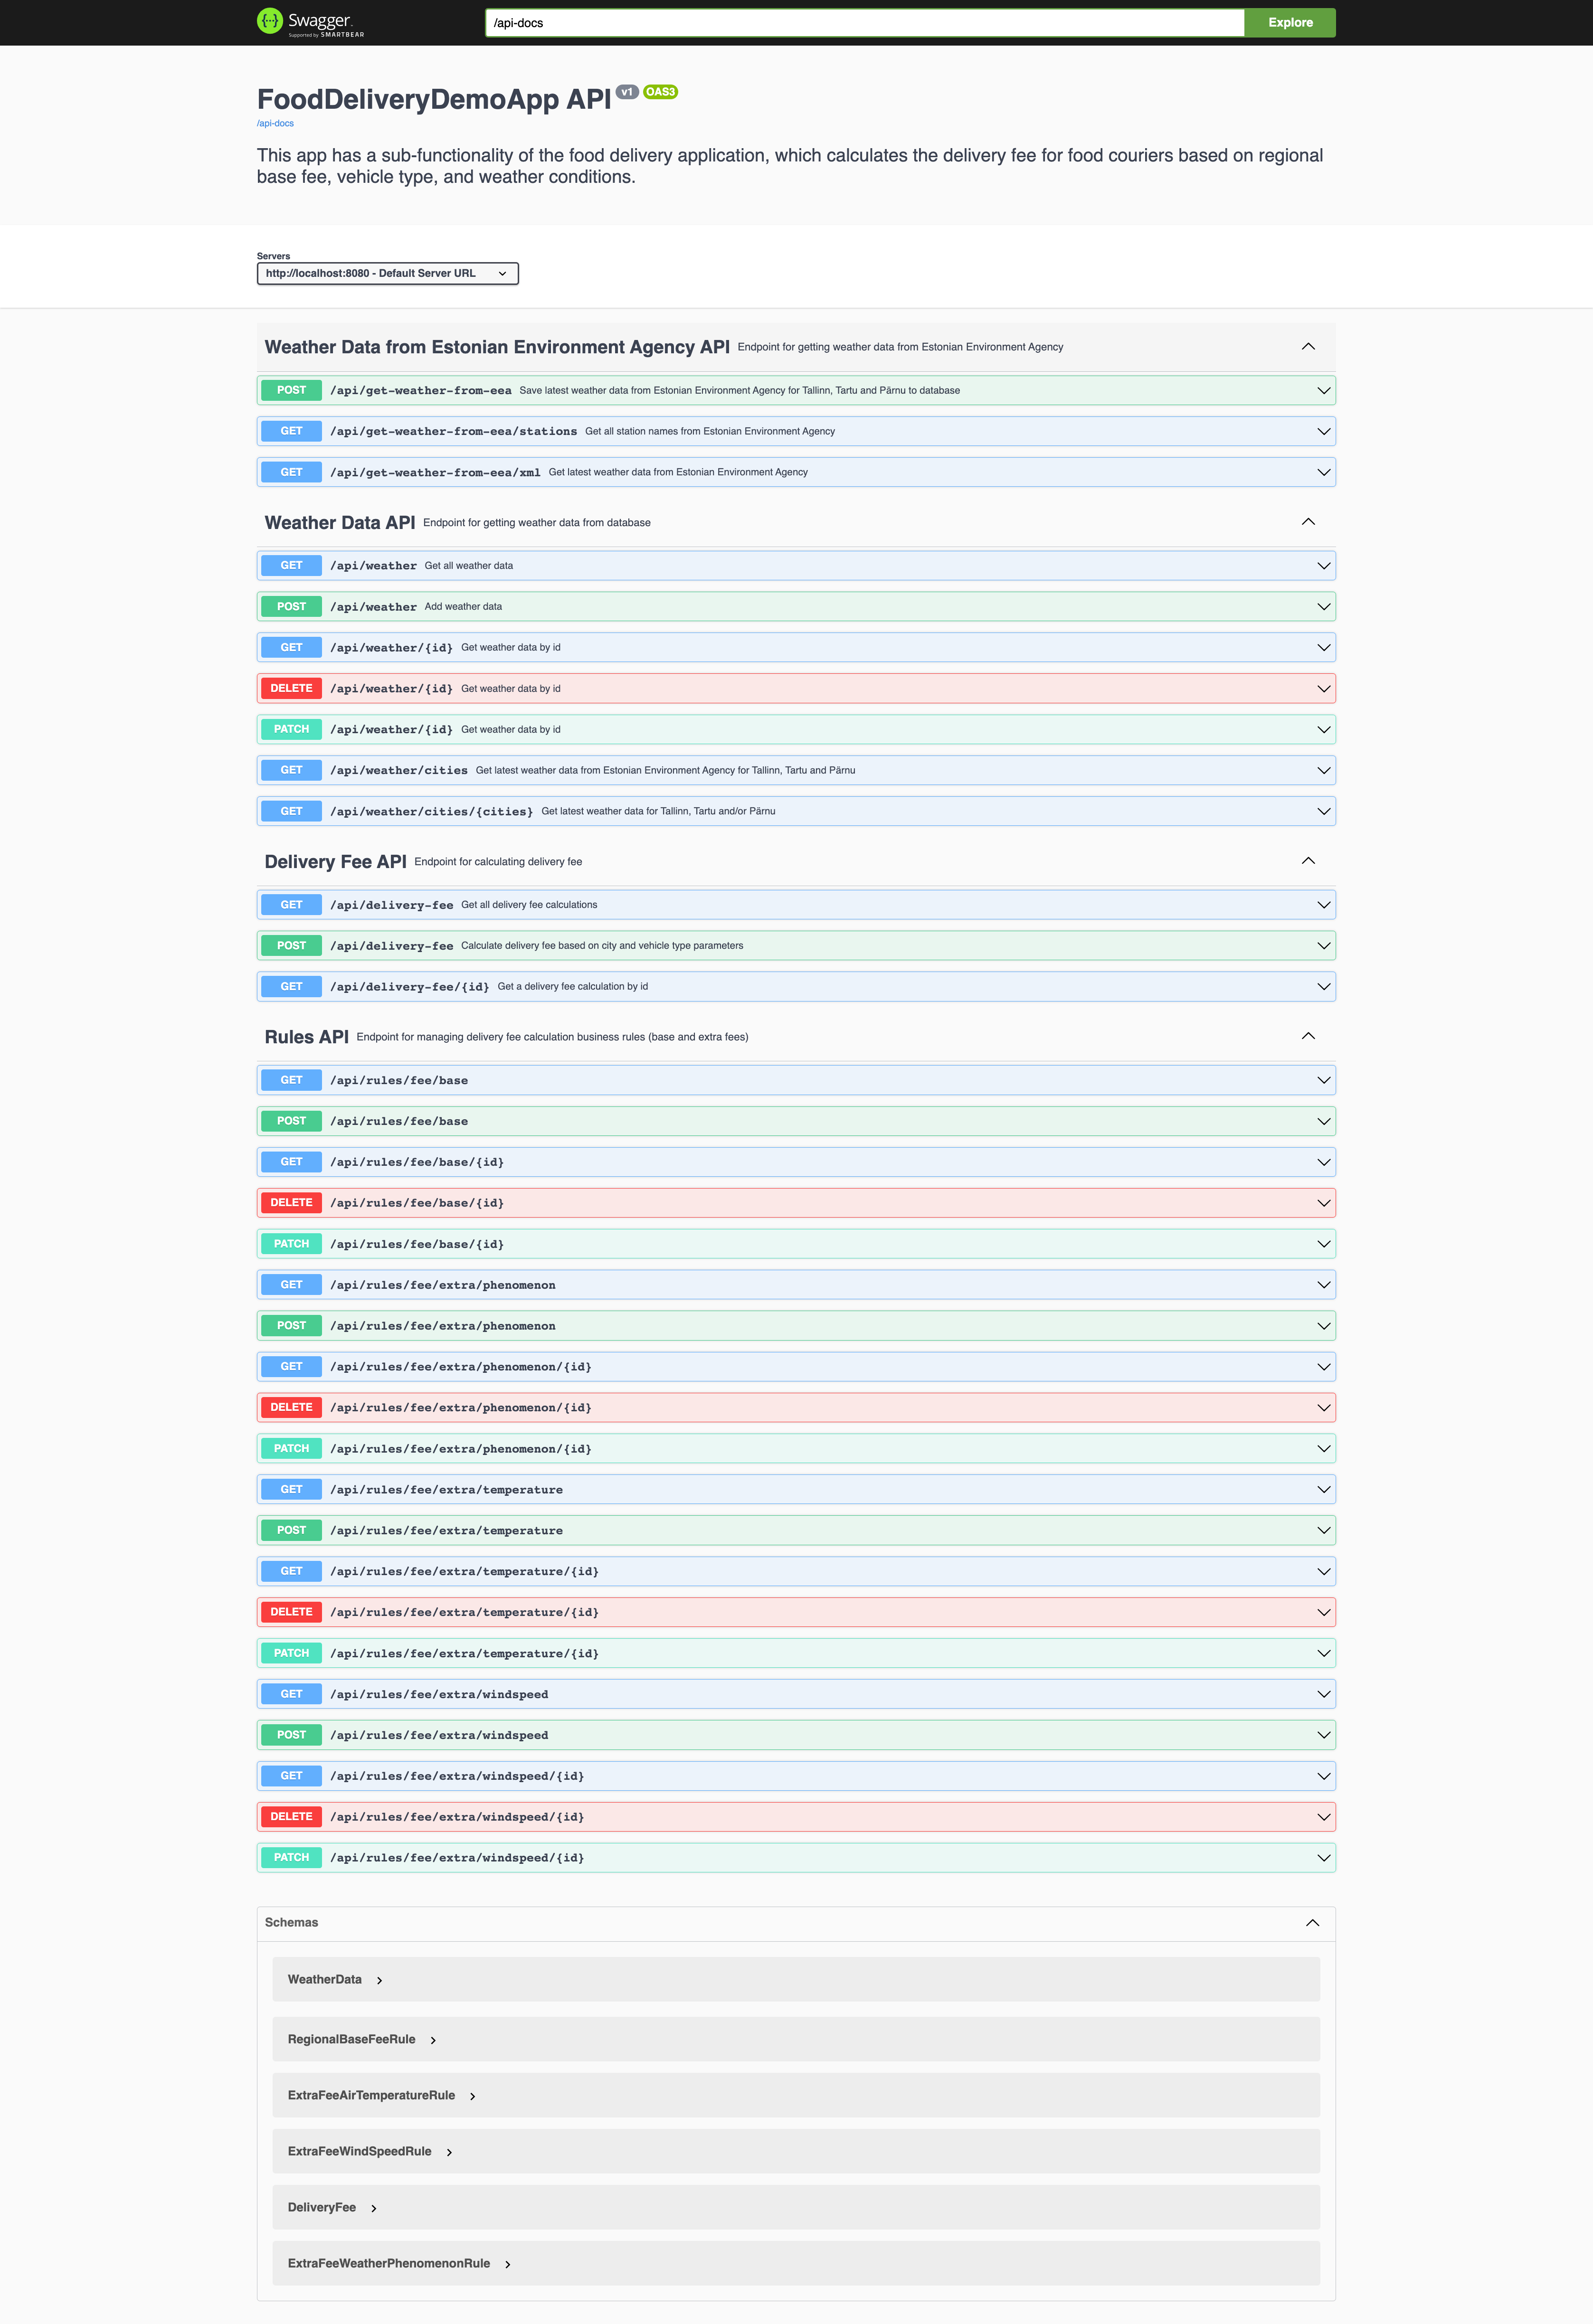 Swagger.
Supported by SMARTBEAR
/api-docs
Explore
FoodDeliveryDemoApp API v1 OAS3
/api-docs
This app has a sub-functionality of the food delivery application, which calculates the delivery fee for food couriers based on regional
base fee, vehicle type, and weather conditions.
Servers
http://localhost:8080 - Default Server URL
Weather Data from Estonian Environment Agency API Endpoint for getting weather data from Estonian Environment Agency
POST /api/get-weather-from-eea Save latest weather data from Estonian Environment Agency for Tallinn, Tartu and Pärnu to database
GET /api/get-weather-from-eea/stations Get all station names from Estonian Environment Agency
GET /api/get-weather-from-eea/xml Get latest weather data from Estonian Environment Agency
Weather Data API Endpoint for getting weather data from database
GET /api/weather Get all weather data
POST /api/weather Add weather data
GET /api/weather/{id} Get weather data by id
DELETE /api/weather/{id} Get weather data by id
PATCH /api/weather/{id} Get weather data by id
GET /api/weather/cities Get latest weather data from Estonian Environment Agency for Tallinn, Tartu and Pärnu
GET /api/weather/cities/{cities} Get latest weather data for Tallinn, Tartu and/or Pärnu
Delivery Fee API Endpoint for calculating delivery fee
GET /api/delivery-fee Get all delivery fee calculations
POST /api/delivery-fee Calculate delivery fee based on city and vehicle type parameters
GET /api/delivery-fee/{id} Get a delivery fee calculation by id
Rules API Endpoint for managing delivery fee calculation business rules (base and extra fees)
GET /api/rules/fee/base
POST /api/rules/fee/base
GET /api/rules/fee/base/{id}
DELETE /api/rules/fee/base/{id}
PATCH /api/rules/fee/base/{id}
GET /api/rules/fee/extra/phenomenon
POST /api/rules/fee/extra/phenomenon
GET /api/rules/fee/extra/phenomenon/{id}
DELETE /api/rules/fee/extra/phenomenon/{id}
PATCH /api/rules/fee/extra/phenomenon/{id}
GET /api/rules/fee/extra/temperature
POST /api/rules/fee/extra/temperature
GET /api/rules/fee/extra/temperature/{id}
DELETE /api/rules/fee/extra/temperature/{id}
PATCH /api/rules/fee/extra/temperature/{id}
GET /api/rules/fee/extra/windspeed
POST /api/rules/fee/extra/windspeed
GET /api/rules/fee/extra/windspeed/{id}
DELETE /api/rules/fee/extra/windspeed/{id}
PATCH /api/rules/fee/extra/windspeed/{id}
Schemas
WeatherData
RegionalBaseFeeRule
ExtraFeeAirTemperatureRule
ExtraFeeWindSpeedRule
DeliveryFee
ExtraFeeWeatherPhenomenonRule